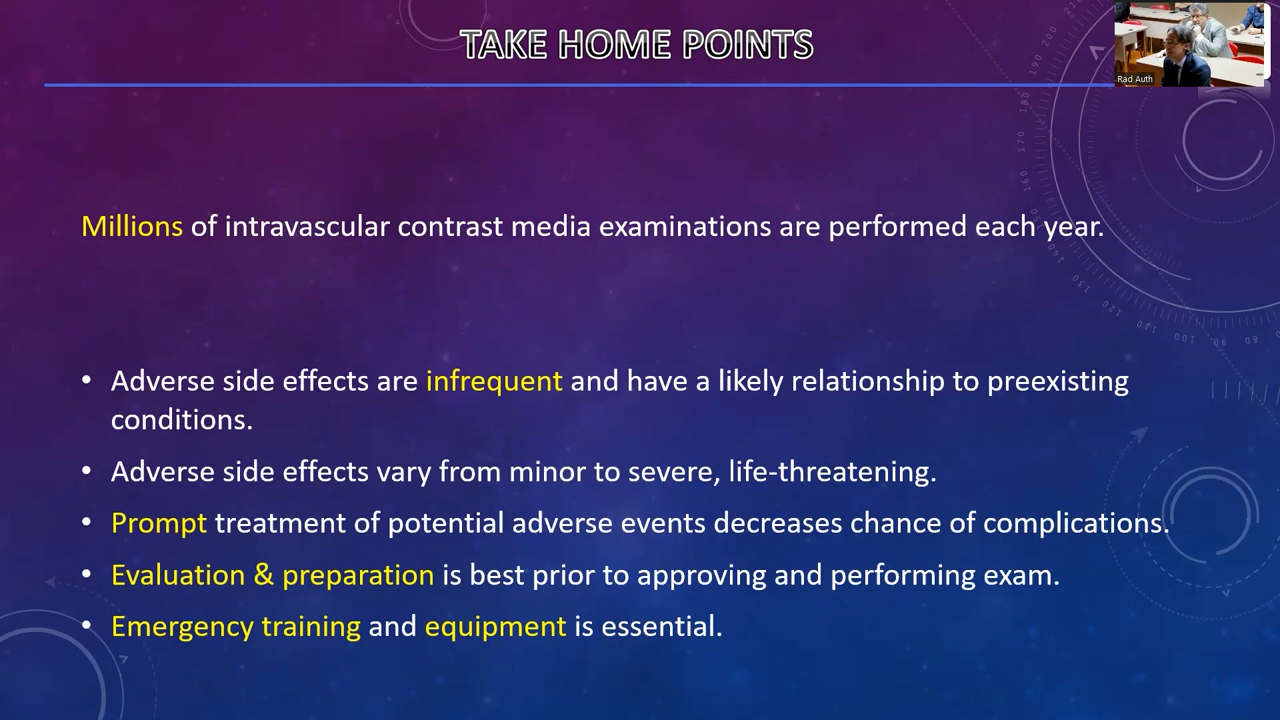 TAKE HOME POINTS
Rad Auth
Millions of intravascular contrast media examinations are performed each year.
• Adverse side effects are infrequent and have a likely relationship to preexisting
conditions.
• Adverse side effects vary from minor to severe, life-threatening.
• Prompt treatment of potential adverse events decreases chance of complications.
• Evaluation & preparation is best prior to approving and performing exam.
• Emergency training and equipment is essential.